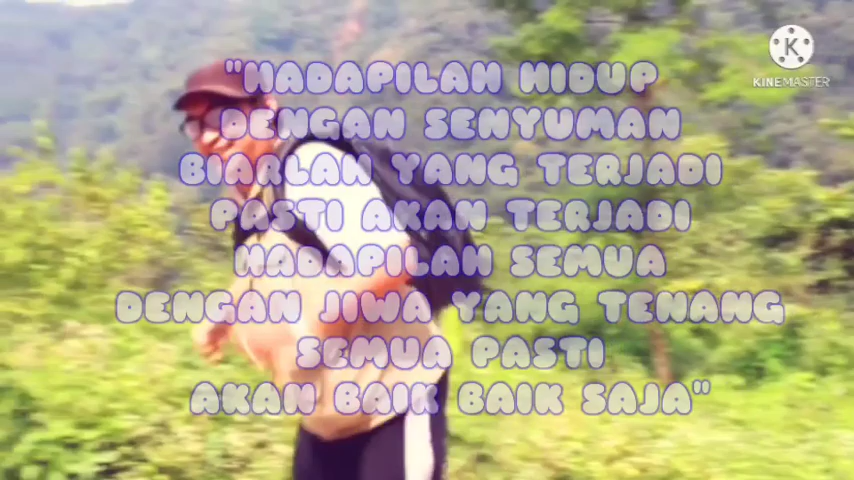 "HADAPILAH HIDUP
DENGAN SENYUMAN
BIARLAH YANG TERJADI
PASTI AKAN TERJADI
HADAPILAH SEMUA
DENGAN JIWA YANG TENANG
SEMUA PASTI
AKAN BAIK BAIK SAJA"
KINEMASTER